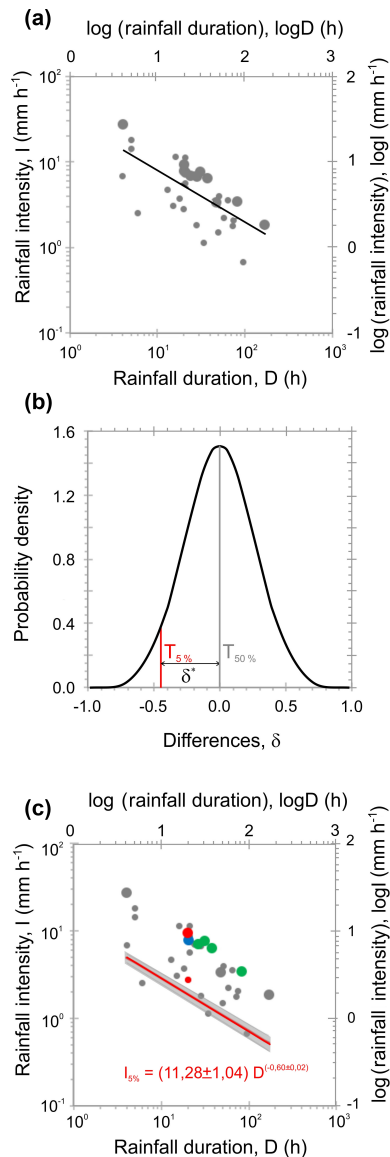 (a)
log (rainfall duration), logD (h)
0 1 2 3
Rainfall intensity, I (mm h⁻¹)
10² 10¹ 10⁰ 10⁻¹
log (rainfall intensity), logI (mm h⁻¹)
2 1 0 -1
10⁰ 10¹ 10² 10³
Rainfall duration, D (h)
(b)
Probability density
1.6
1.2
0.8
0.4
0.0
T5 % T50 %
δ*
-1.0 -0.5 0.0 0.5 1.0
Differences, δ
(c)
log (rainfall duration), logD (h)
0 1 2 3
Rainfall intensity, I (mm h⁻¹)
10² 10¹ 10⁰ 10⁻¹
log(rainfall intensity), logI (mm h⁻¹)
2 1 0 -1
I5% = (11,28±1,04) D(-0,60±0,02)
10⁰ 10¹ 10² 10³
Rainfall duration, D (h)